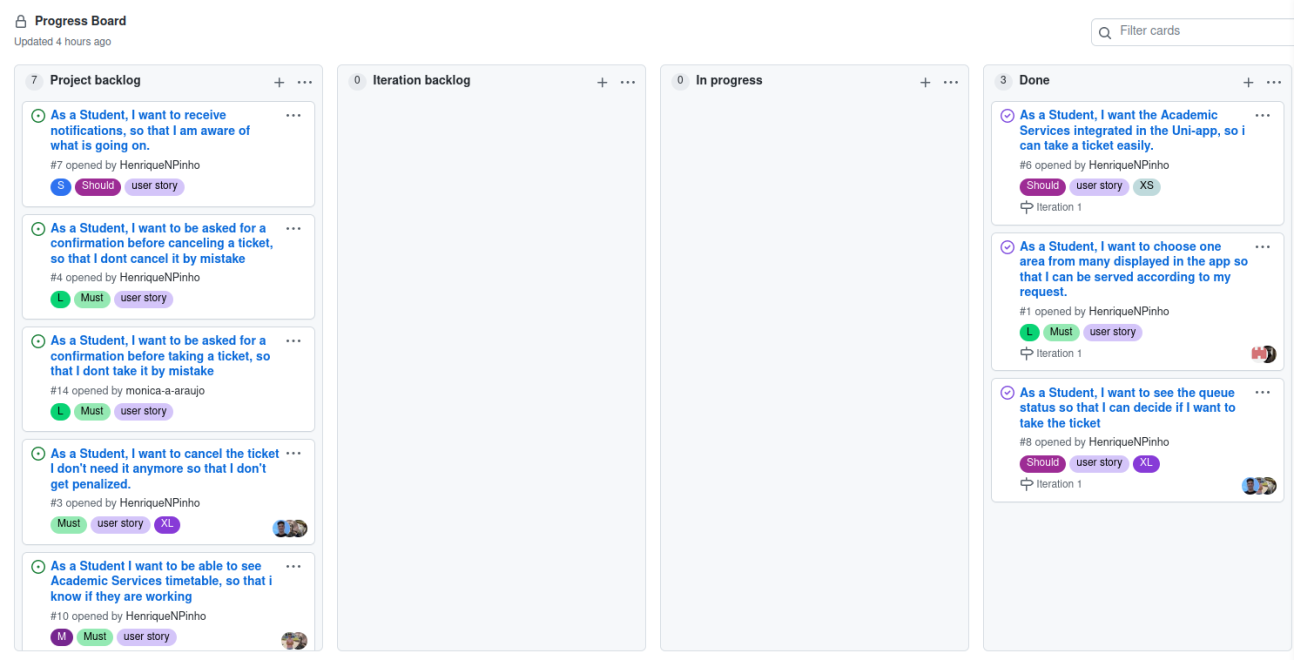 Progress Board
Updated 4 hours ago
Filter cards
7 Project backlog
As a Student, I want to receive
notifications, so that I am aware of
what is going on.
#7 opened by HenriqueNPinho
S Should user story
As a Student, I want to be asked for a
confirmation before canceling a ticket,
so that I dont cancel it by mistake
#4 opened by HenriqueNPinho
L Must user story
As a Student, I want to be asked for a
confirmation before taking a ticket, so
that I dont take it by mistake
#14 opened by monica-a-araujo
L Must user story
As a Student, I want to cancel the ticket
I don't need it anymore so that I don't
get penalized.
#3 opened by HenriqueNPinho
Must user story XL
As a Student I want to be able to see
Academic Services timetable, so that i
know if they are working
#10 opened by HenriqueNPinho
M Must user story
0 Iteration backlog
0 In progress
3 Done
As a Student, I want the Academic
Services integrated in the Uni-app, so i
can take a ticket easily.
#6 opened by HenriqueNPinho
Should user story XS
Iteration 1
As a Student, I want to choose one
area from many displayed in the app so
that I can be served according to my
request.
#1 opened by HenriqueNPinho
L Must user story
Iteration 1
As a Student, I want to see the queue
status so that I can decide if I want to
take the ticket
#8 opened by HenriqueNPinho
Should user story XL
Iteration 1